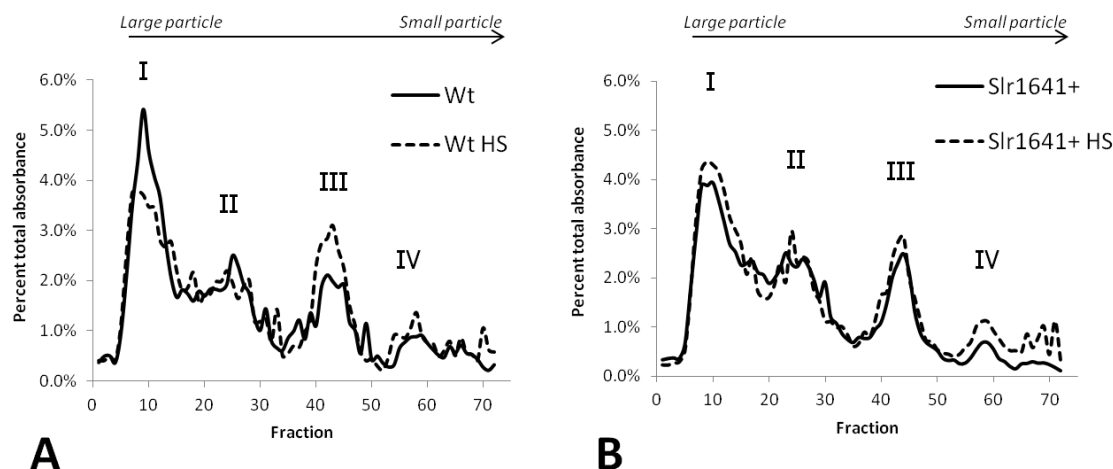 Large particle Small particle
I
II
III
IV
Wt
Wt HS
Percent total absorbance
6.0%
5.0%
4.0%
3.0%
2.0%
1.0%
0.0%
0 10 20 30 40 50 60 70
Fraction
A
Large particle Small particle
I
II
III
IV
Slr1641+
Slr1641+ HS
Percent total absorbance
6.0%
5.0%
4.0%
3.0%
2.0%
1.0%
0.0%
0 10 20 30 40 50 60 70
Fraction
B